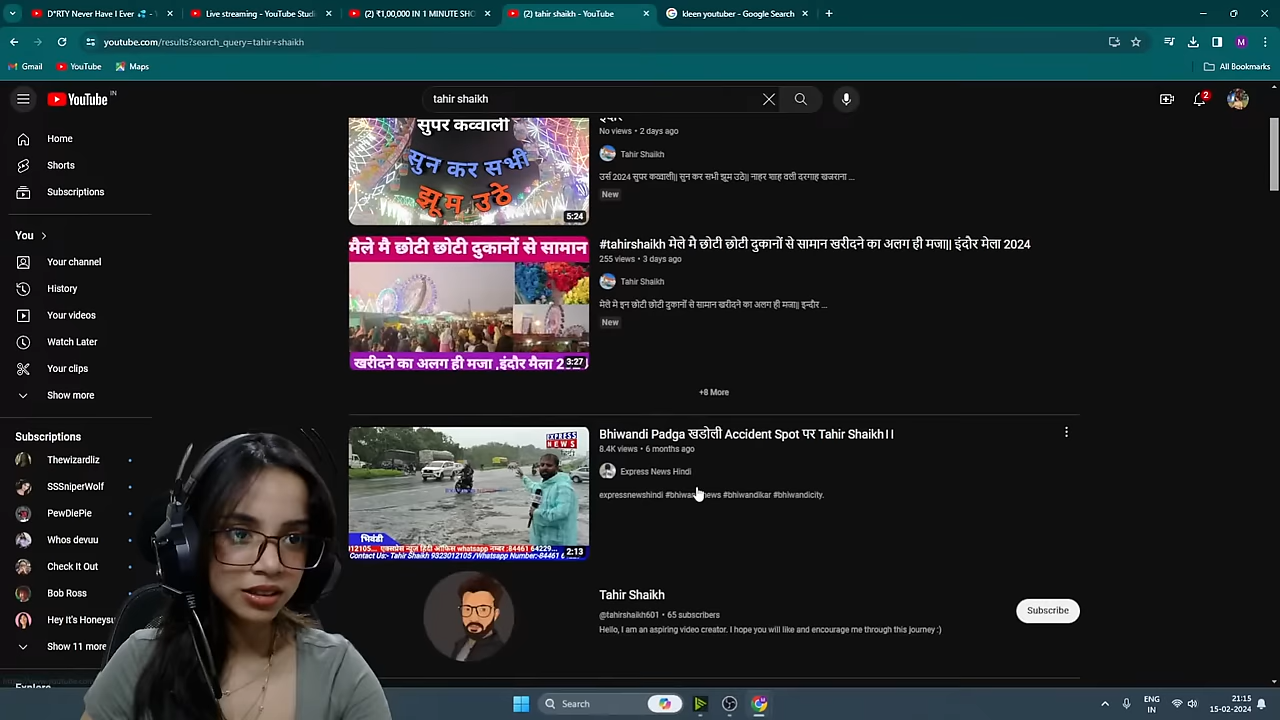 D*RTY Never Have I Ever
Live streaming - YouTube Studi
(2) ₹1,00,000 IN 1 MINUTE SHO
(2) tahir shaikh - YouTube
kleen youtuber - Google Search
youtube.com/results?search_query=tahir+shaikh
M
Gmail
YouTube
Maps
All Bookmarks
YouTube IN
tahir shaikh
2
Home
Shorts
Subscriptions
You
Your channel
History
Your videos
Watch Later
Your clips
Show more
Subscriptions
Thewizardliz
SSSniperWolf
PewDiePie
Whos devuu
Check It Out
Bob Ross
Hey It's Honeysu
Show 11 more
सुपर कव्वाली
सुन कर सभी
झूम उठे
5:24
इंदौर
No views • 2 days ago
Tahir Shaikh
उर्स 2024 सुपर कव्वाली|| सुन कर सभी झूम उठे|| नाहर शाह वली दरगाह खजराना ...
New
मैले मै छोटी छोटी दुकानों से सामान
खरीदने का अलग ही मजा ,इंदौर मैला 2
3:27
#tahirshaikh मेले मै छोटी छोटी दुकानों से सामान खरीदने का अलग ही मजा|| इंदौर मेला 2024
255 views • 3 days ago
Tahir Shaikh
मेले मे इन छोटी छोटी दुकानों से सामान खरीदने का अलग ही मजा|| इन्दौर ...
New
+8 More
EXPRESS
NEWS
भिवंडी
12105... एक्सप्रेस न्यूज़ हिंदी ऑफिस whatsapp नम्बर :84461 64229...
Contact Us:- Tahir Shaikh 9323012105 /Whatsapp Number:-84461 6
2:13
Bhiwandi Padga खडोली Accident Spot पर Tahir Shaikh।।
8.4K views • 6 months ago
Express News Hindi
expressnewshindi #bhiwandinews #bhiwandikar #bhiwandicity.
Tahir Shaikh
@tahirshaikh601 • 65 subscribers
Hello, I am an aspiring video creator. I hope you will like and encourage me through this journey :)
Subscribe
Search
ENG
IN
21:15
15-02-2024